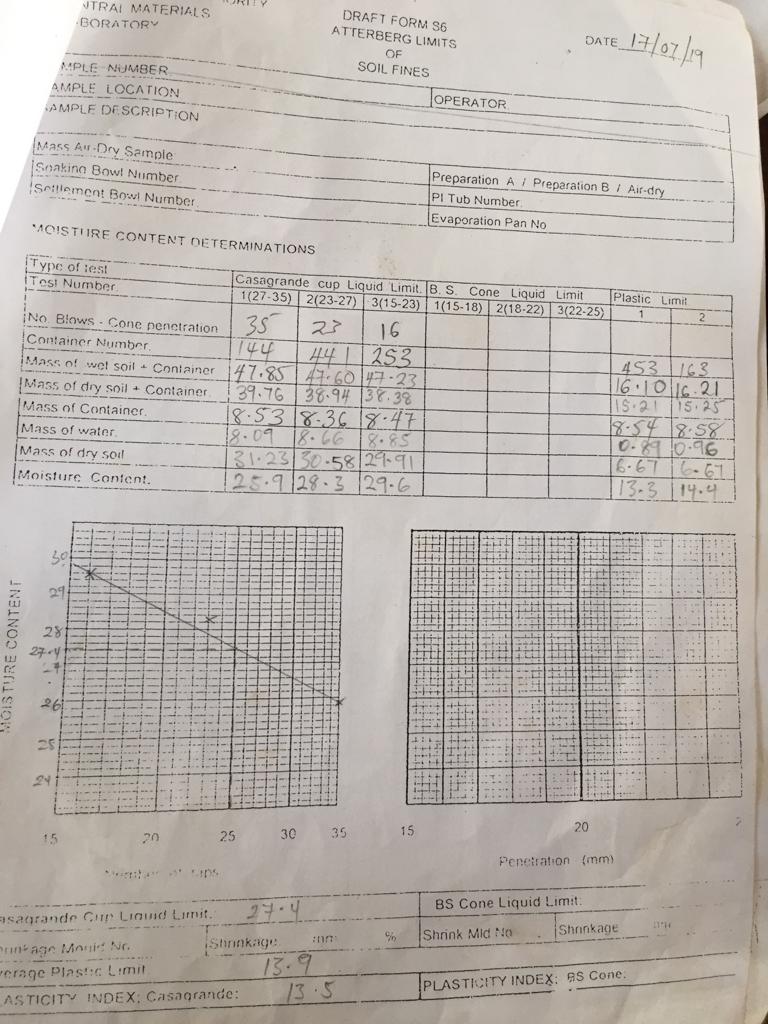 MATERIALS
DRAFT FORM S6
ATTERBERG LIMITS
OF
SOIL FINES
DATE 17/07/19
NUMBER
LOCATION
OPERATOR
DESCRIPTION
Mass Air-Dry Sample
Soaking Bowl Number
Preparation A / Preparation B / Air-dry
Settlement Bowl Number
PI Tub Number
Evaporation Pan No
MOISTURE CONTENT DETERMINATIONS
Type of test
Casagrande cup Liquid Limit. B. S. Cone Liquid Limit Plastic Limit
Test Number 1(27-35) 2(23-27) 3(15-23) 1(15-18) 2(18-22) 3(22-25) 1 2
No. Blows - Cone penetration 35 23 16
Container Number. 144 441 253 453 163
Mass of wet soil + Container 47.85 47.60 47.23 16.10 16.21
Mass of dry soil + Container. 39.76 38.94 38.38 15.21 15.25
Mass of Container. 8.53 8.36 8.47 8.54 8.58
Mass of water. 8.09 8.66 8.85 0.89 0.96
Mass of dry soil 31.23 30.58 29.91 6.67 6.67
Moisture Content. 25.9 28.3 29.6 13.3 14.4
MOISTURE CONTENT
30
29
28
27.4
26
25
24
15 20 25 30 35
15 20
Penetration (mm)
Cup Liquid Limit. 27.4
BS Cone Liquid Limit:
Mould No. Shrinkage: mm %
Shrink Mld No Shrinkage
Plastic Limit 13.9
INDEX; Casagrande: 13.5
PLASTICITY INDEX; BS Cone: